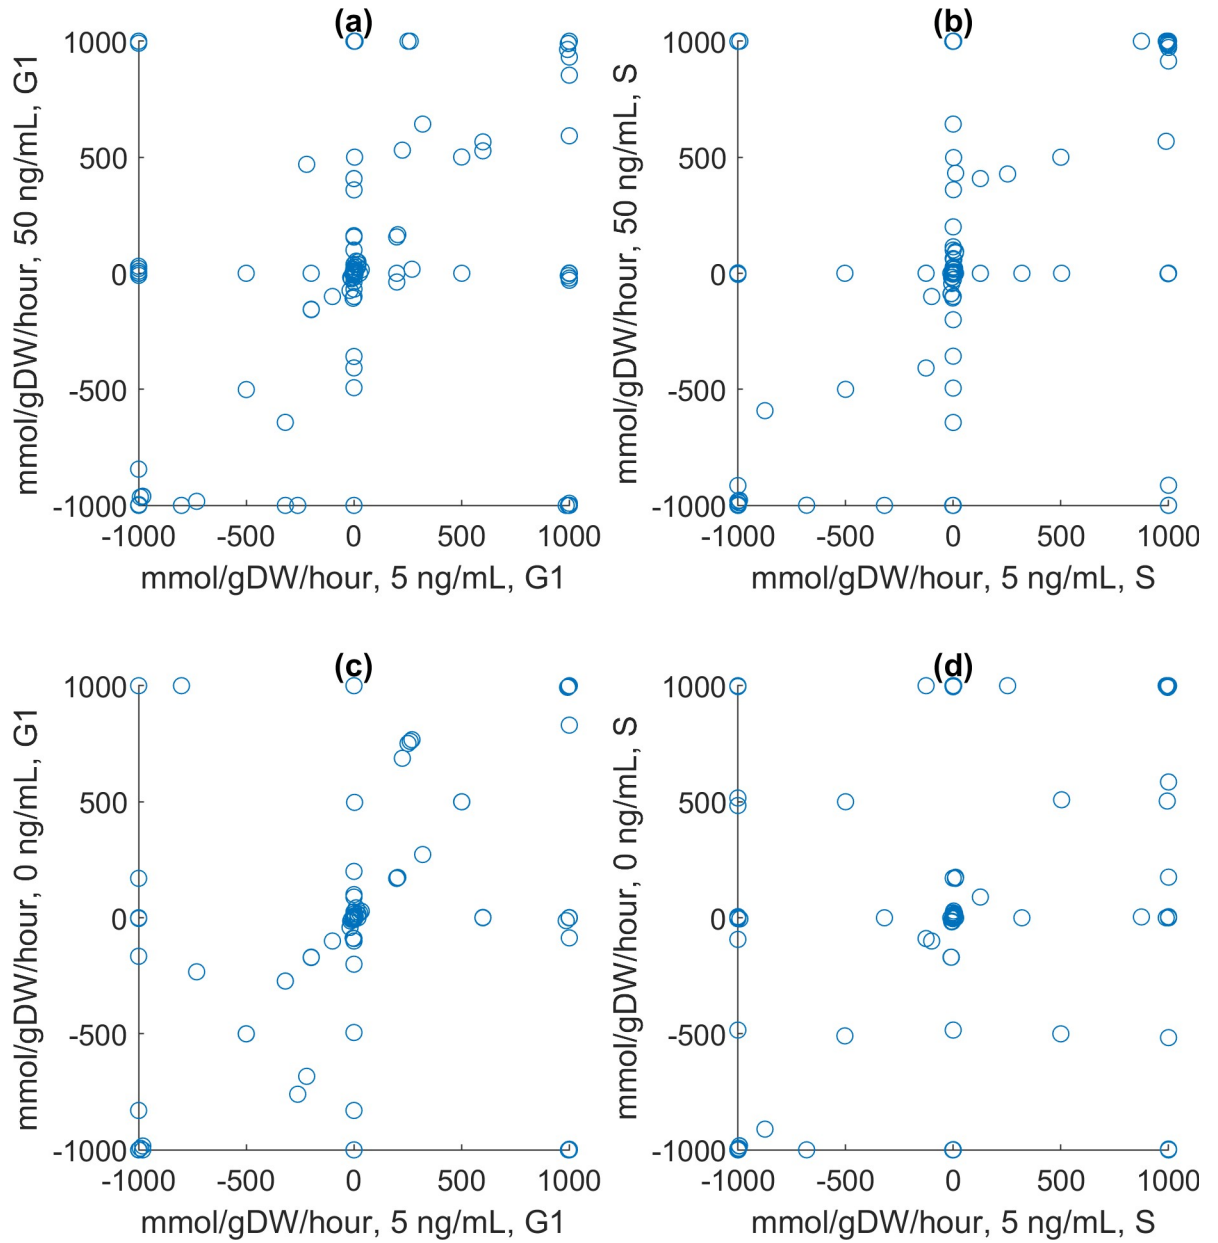 (a)
mmol/gDW/hour, 50 ng/mL, G1
1000
500
0
-500
-1000
-1000 -500 0 500 1000
mmol/gDW/hour, 5 ng/mL, G1
(b)
mmol/gDW/hour, 50 ng/mL, S
1000
500
0
-500
-1000
-1000 -500 0 500 1000
mmol/gDW/hour, 5 ng/mL, S
(c)
mmol/gDW/hour, 0 ng/mL, G1
1000
500
0
-500
-1000
-1000 -500 0 500 1000
mmol/gDW/hour, 5 ng/mL, G1
(d)
mmol/gDW/hour, 0 ng/mL, S
1000
500
0
-500
-1000
-1000 -500 0 500 1000
mmol/gDW/hour, 5 ng/mL, S